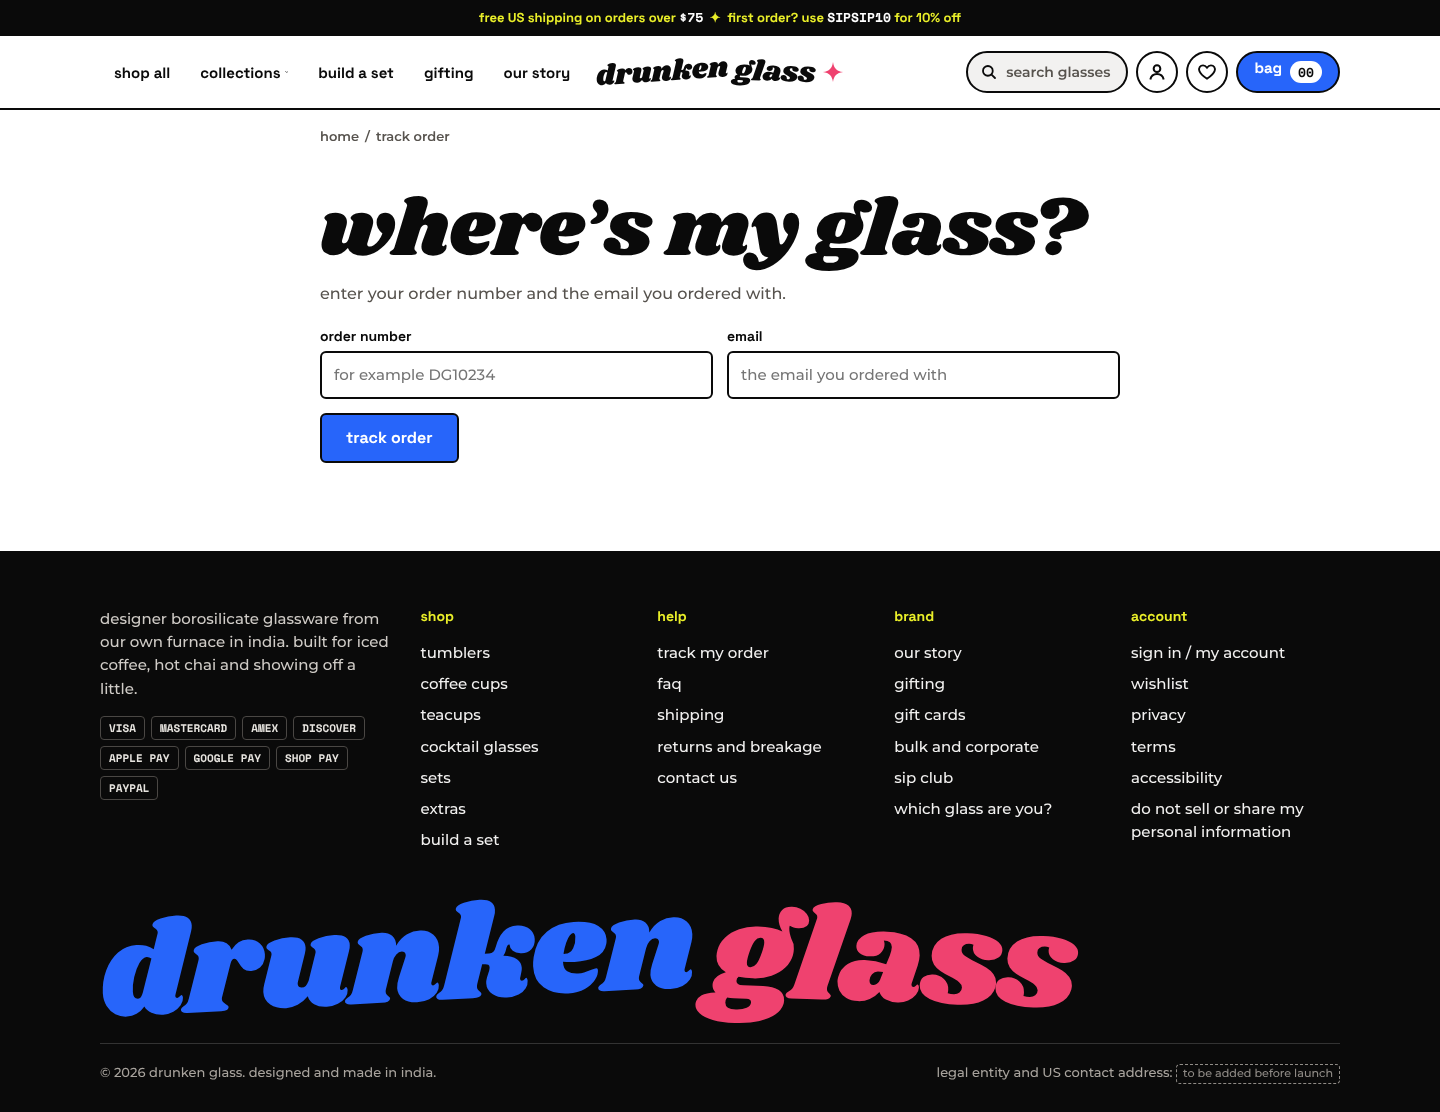 free US shipping on orders over $75 ✦ first order? use SIPSIP10 for 10% off
shop all
collections
build a set
gifting
our story
drunken glass ✦
search glasses
bag 00
home / track order
where’s my glass?
enter your order number and the email you ordered with.
order number
for example DG10234
email
the email you ordered with
track order
designer borosilicate glassware from
our own furnace in india. built for iced
coffee, hot chai and showing off a
little.
VISA
MASTERCARD
AMEX
DISCOVER
APPLE PAY
GOOGLE PAY
SHOP PAY
PAYPAL
shop
tumblers
coffee cups
teacups
cocktail glasses
sets
extras
build a set
help
track my order
faq
shipping
returns and breakage
contact us
brand
our story
gifting
gift cards
bulk and corporate
sip club
which glass are you?
account
sign in / my account
wishlist
privacy
terms
accessibility
do not sell or share my
personal information
drunken glass
© 2026 drunken glass. designed and made in india.
legal entity and US contact address: to be added before launch